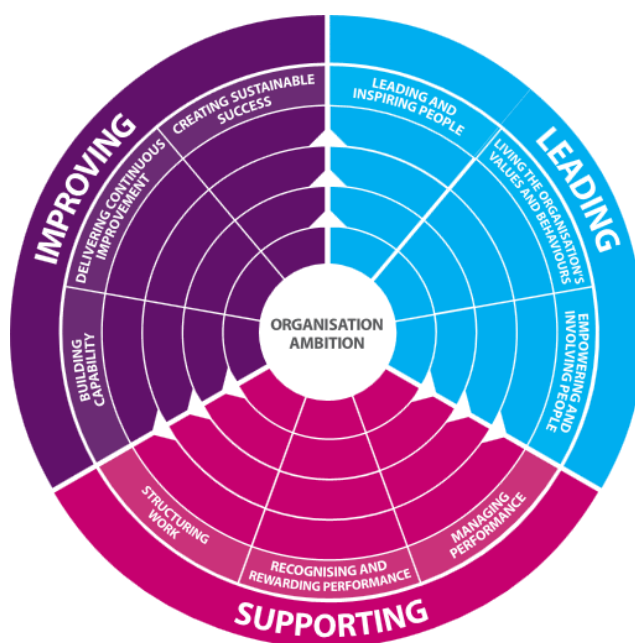 IMPROVING
CREATING SUSTAINABLE
SUCCESS
DELIVERING CONTINUOUS
IMPROVEMENT
BUILDING
CAPABILITY
LEADING
LEADING AND
INSPIRING PEOPLE
LIVING THE ORGANISATION'S
VALUES AND BEHAVIOURS
EMPOWERING AND
INVOLVING PEOPLE
ORGANISATION
AMBITION
SUPPORTING
STRUCTURING
WORK
RECOGNISING AND
REWARDING PERFORMANCE
MANAGING
PERFORMANCE